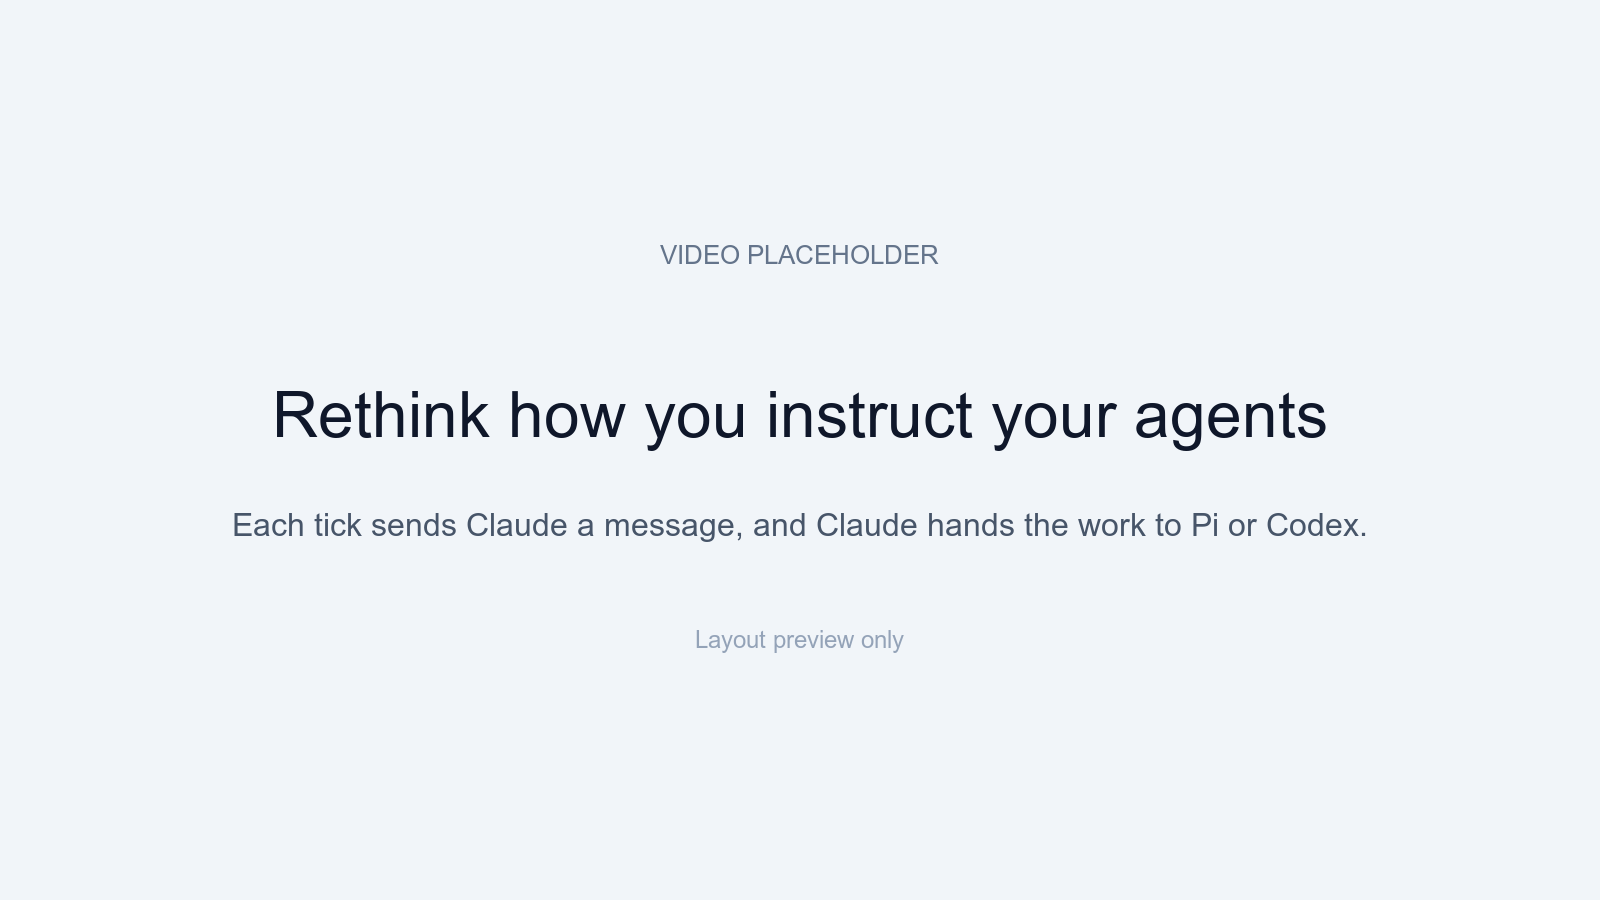 VIDEO PLACEHOLDER
Rethink how you instruct your agents
Each tick sends Claude a message, and Claude hands the work to Pi or Codex.
Layout preview only